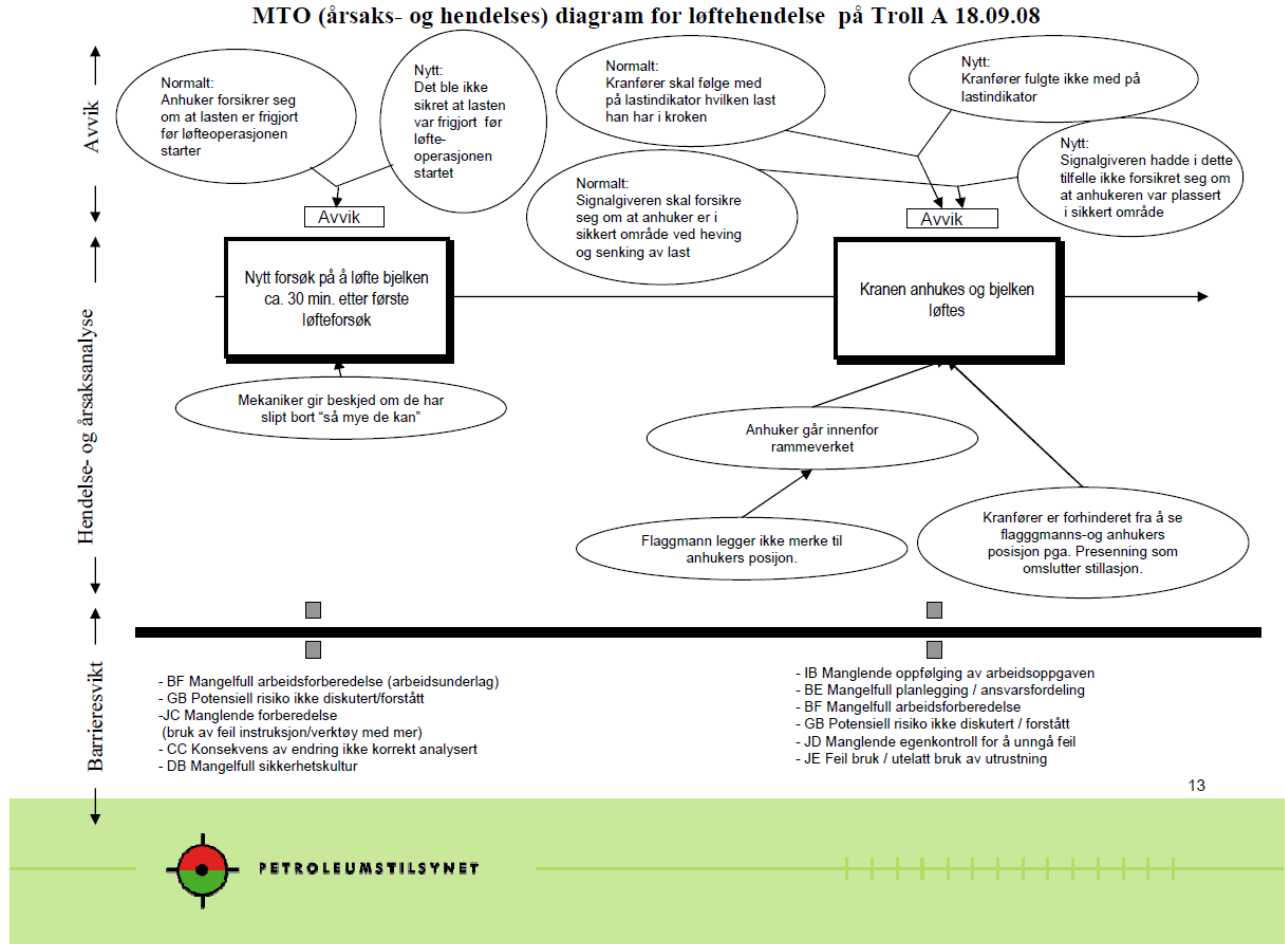 MTO (årsaks- og hendelses) diagram for løftehendelse på Troll A 18.09.08
Avvik
Normalt:
Anhuker forsikrer seg
om at lasten er frigjort
før løfteoperasjonen
starter
Nytt:
Det ble ikke
sikret at lasten
var frigjort før
løfte-
operasjonen
startet
Normalt:
Kranfører skal følge med
på lastindikator hvilken last
han har i kroken
Nytt:
Kranfører fulgte ikke med på
lastindikator
Normalt:
Signalgiveren skal forsikre
seg om at anhuker er i
sikkert område ved heving
og senking av last
Nytt:
Signalgiveren hadde i dette
tilfelle ikke forsikret seg om
at anhukeren var plassert
i sikkert område
Avvik
Avvik
Hendelse- og årsaksanalyse
Nytt forsøk på å løfte bjelken
ca. 30 min. etter første
løfteforsøk
Kranen anhukes og bjelken
løftes
Mekaniker gir beskjed om de har
slipt bort “så mye de kan”
Anhuker går innenfor
rammeverket
Flaggmann legger ikke merke til
anhukers posijon.
Kranfører er forhinderet fra å se
flagggmanns-og anhukers
posisjon pga. Presenning som
omslutter stillasjon.
Barrieresvikt
- BF Mangelfull arbeidsforberedelse (arbeidsunderlag)
- GB Potensiell risiko ikke diskutert/forstått
-JC Manglende forberedelse
(bruk av feil instruksjon/verktøy med mer)
- CC Konsekvens av endring ikke korrekt analysert
- DB Mangelfull sikkerhetskultur
- IB Manglende oppfølging av arbeidsoppgaven
- BE Mangelfull planlegging / ansvarsfordeling
- BF Mangelfull arbeidsforberedelse
- GB Potensiell risiko ikke diskutert / forstått
- JD Manglende egenkontroll for å unngå feil
- JE Feil bruk / utelatt bruk av utrustning
13
PETROLEUMSTILSYNET